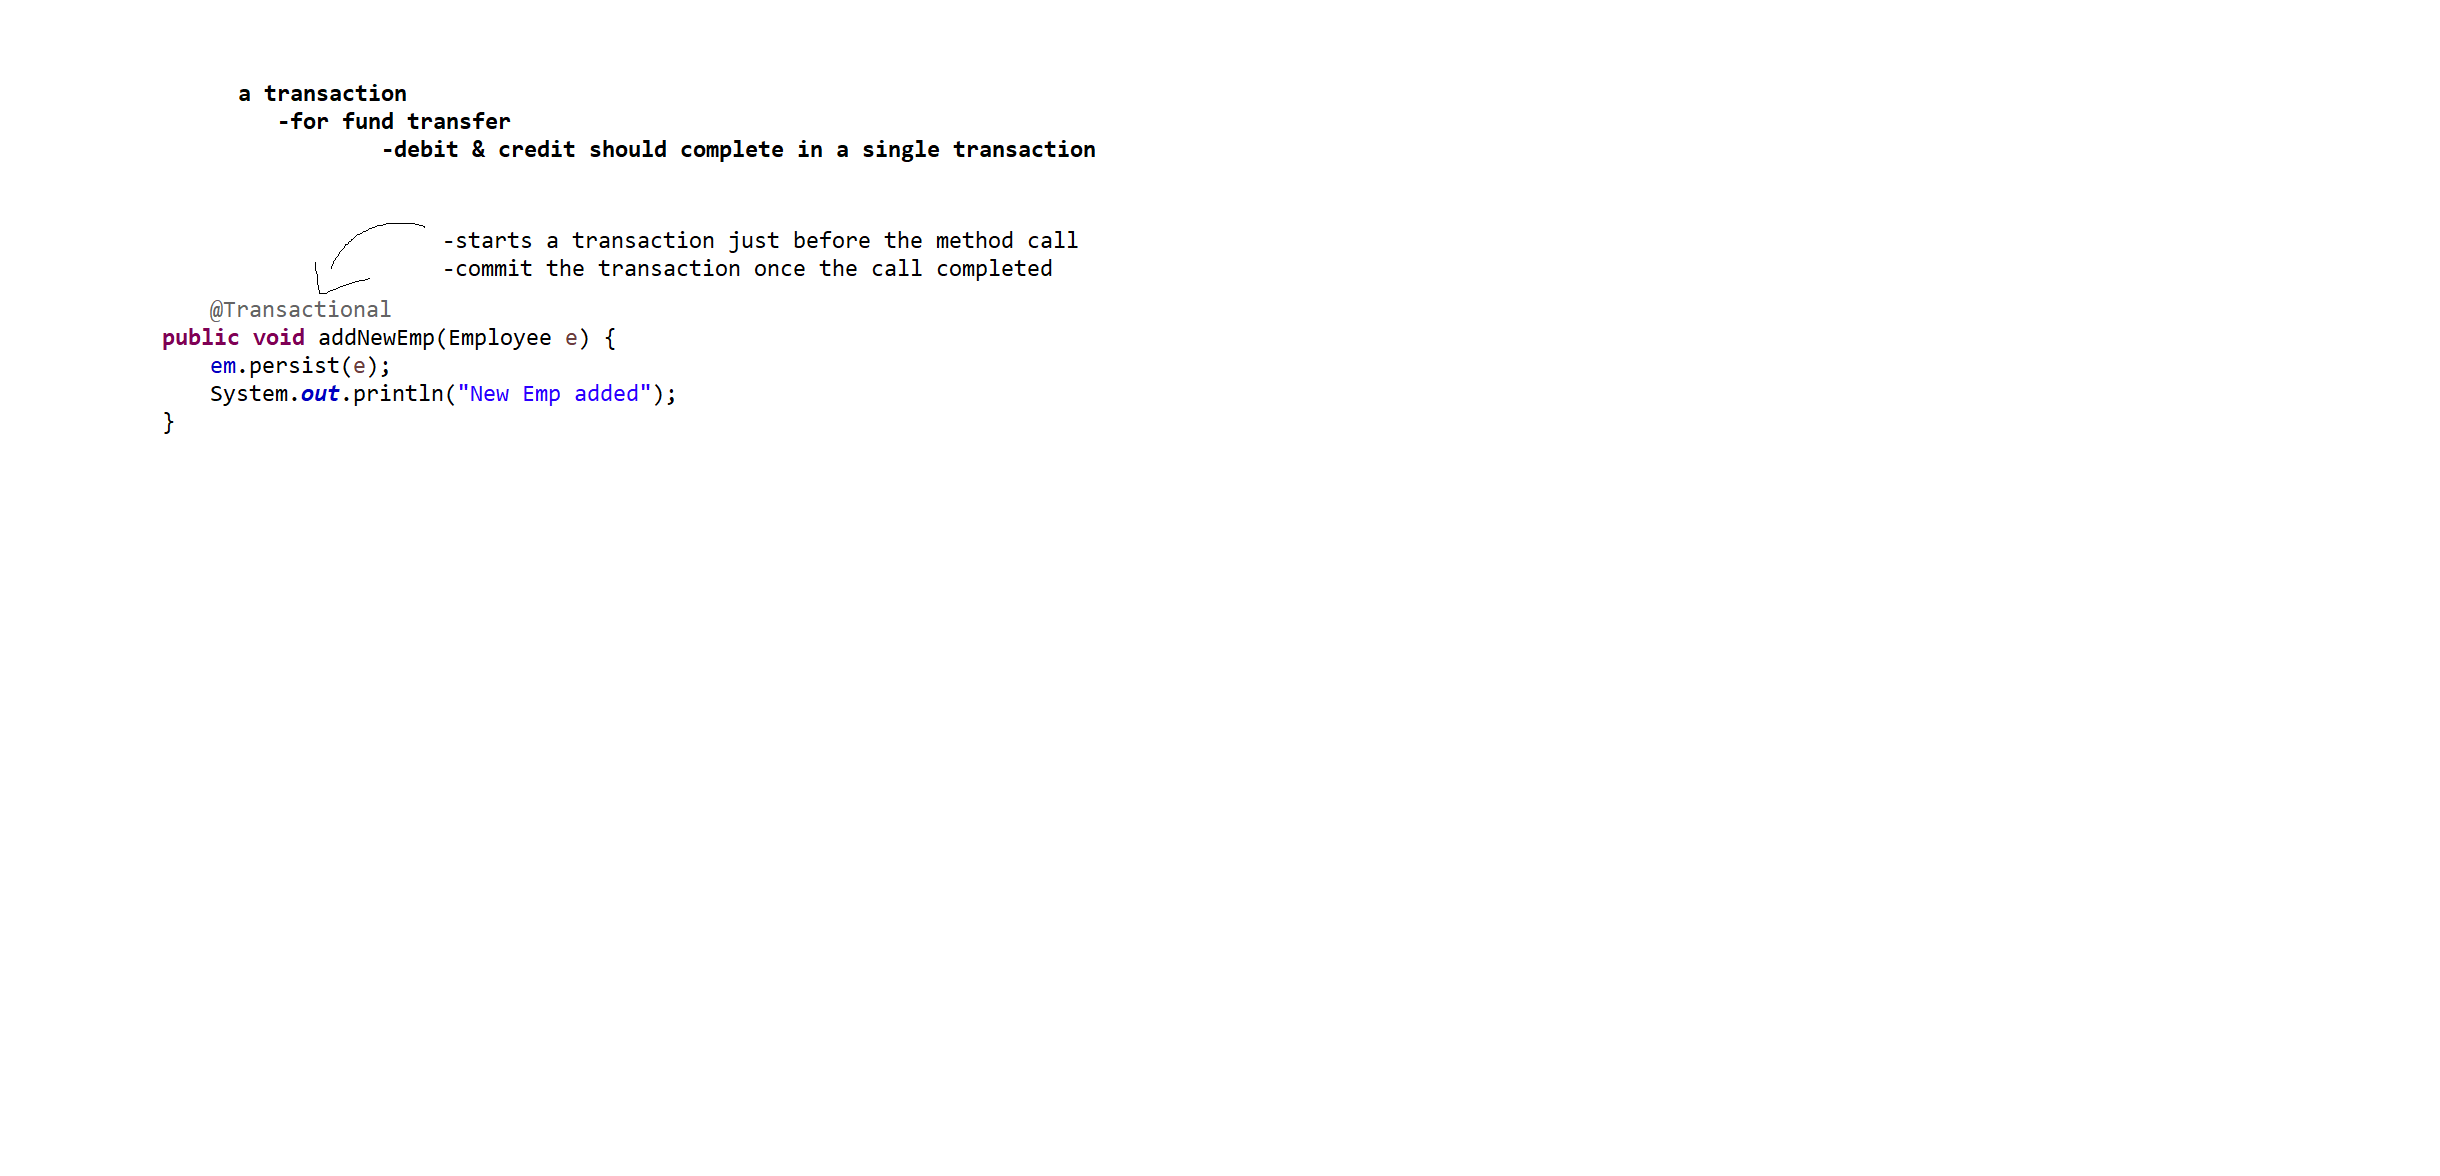 a transaction
-for fund transfer
-debit & credit should complete in a single transaction
-starts a transaction just before the method call
-commit the transaction once the call completed
@Transactional
public void addNewEmp(Employee e) {
em.persist(e);
System.out.println("New Emp added");
}